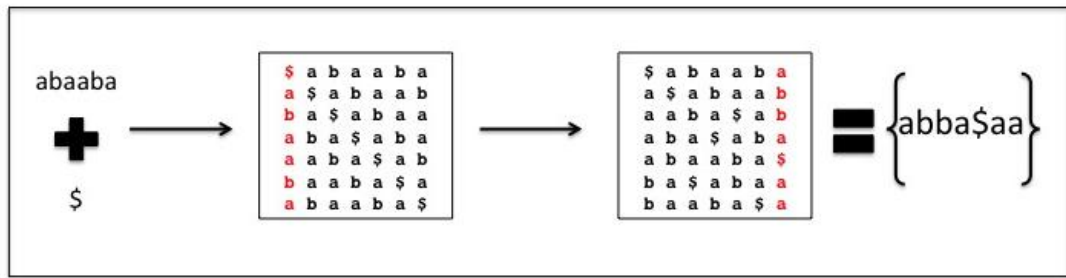 abaaba
$
$ a b a a b a
a $ a b a a b
b a $ a b a a
a b a $ a b a
a a b a $ a b
b a a b a $ a
a b a a b a $
$ a b a a b a
a $ a b a a b
a a b a $ a b
a b a $ a b a
a b a a b a $
b a $ a b a a
b a a b a $ a
{abba$aa}